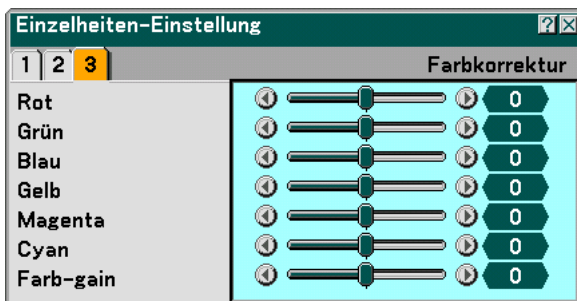 Einzelheiten-Einstellung ? ×
1 2 3 Farbkorrektur
Rot 0
Grün 0
Blau 0
Gelb 0
Magenta 0
Cyan 0
Farb-gain 0